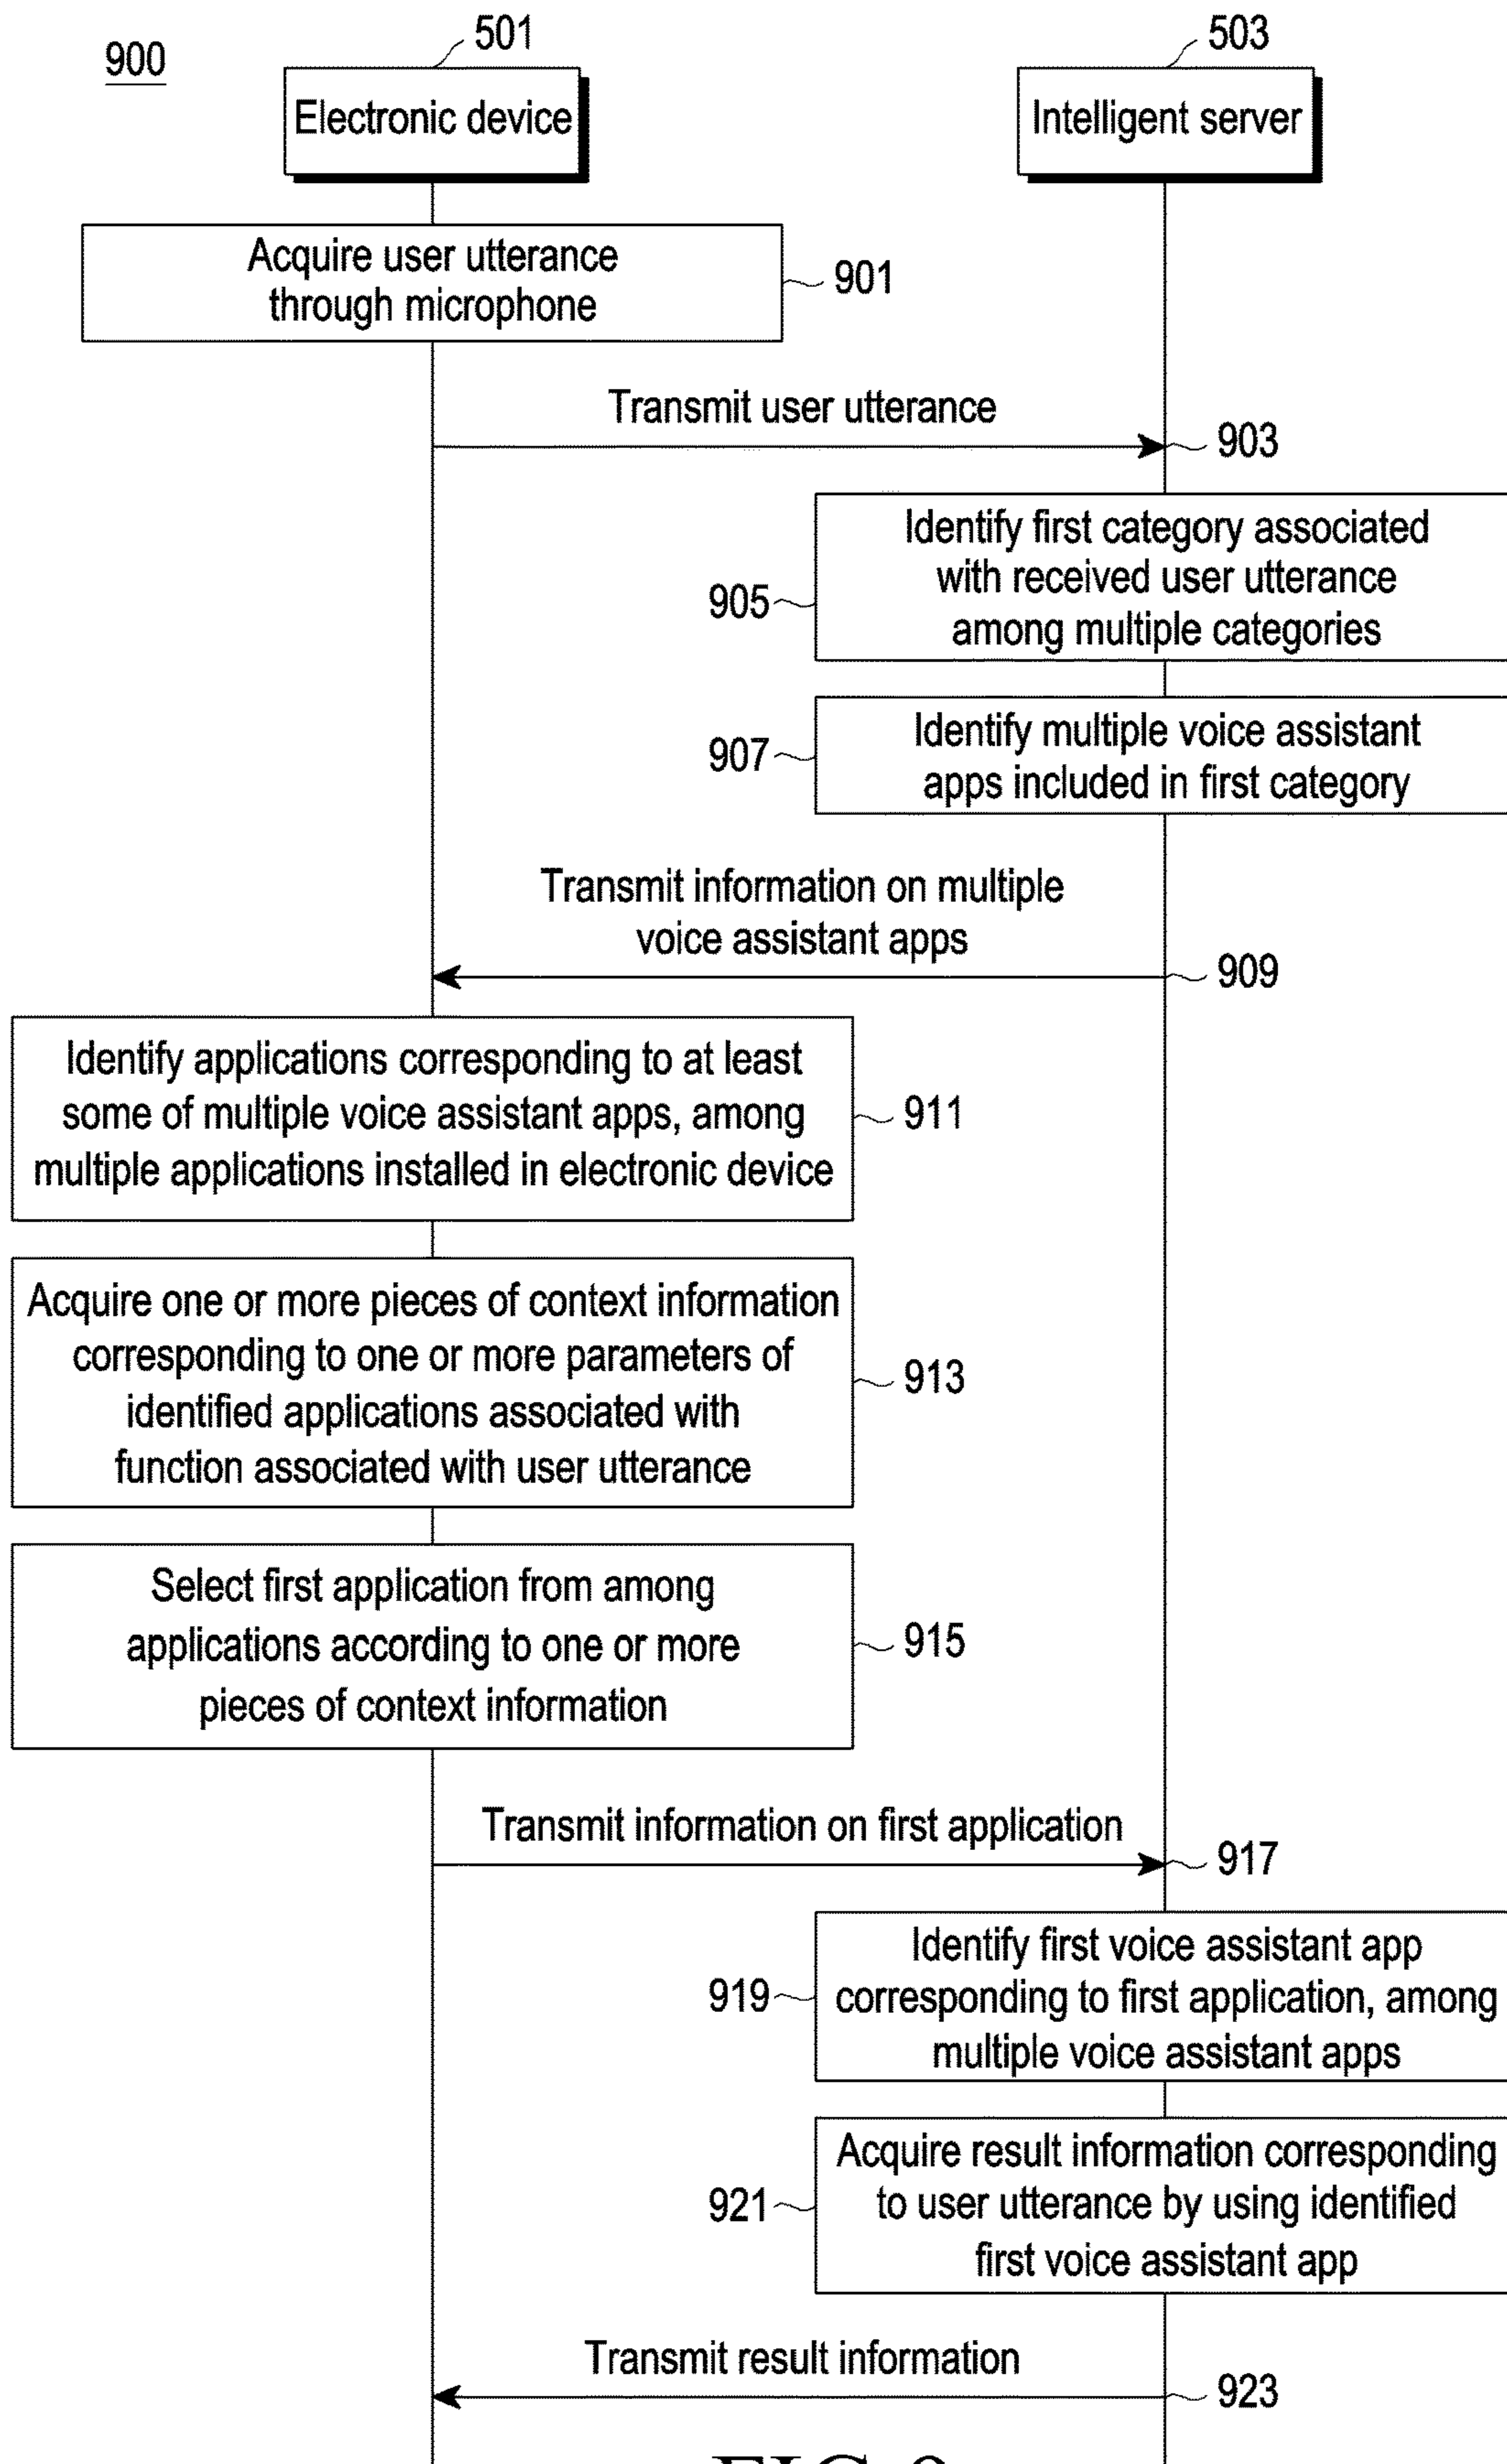 900
501
503
Electronic device
Intelligent server
Acquire user utterance
through microphone
901
Transmit user utterance
903
Identify first category associated
with received user utterance
among multiple categories
905
Identify multiple voice assistant
apps included in first category
907
Transmit information on multiple
voice assistant apps
909
Identify applications corresponding to at least
some of multiple voice assistant apps, among
multiple applications installed in electronic device
911
Acquire one or more pieces of context information
corresponding to one or more parameters of
identified applications associated with
function associated with user utterance
913
Select first application from among
applications according to one or more
pieces of context information
915
Transmit information on first application
917
Identify first voice assistant app
corresponding to first application, among
multiple voice assistant apps
919
Acquire result information corresponding
to user utterance by using identified
first voice assistant app
921
Transmit result information
923